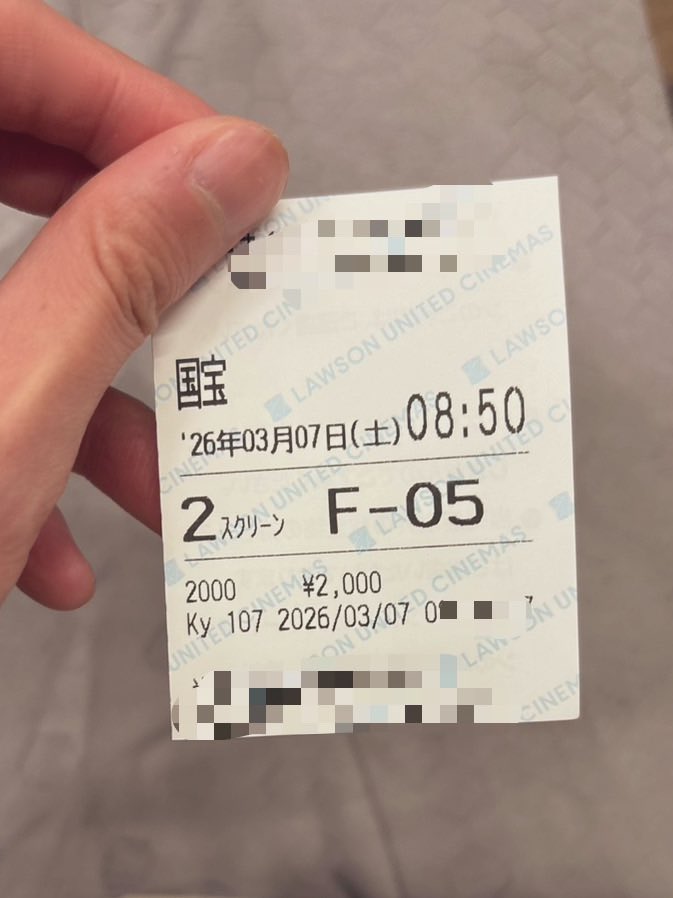 国宝
'26年03月07日(土) 08:50
2スクリーン F-05
2000 ¥2,000
Ky 107 2026/03/07
LAWSON UNITED CINEMAS